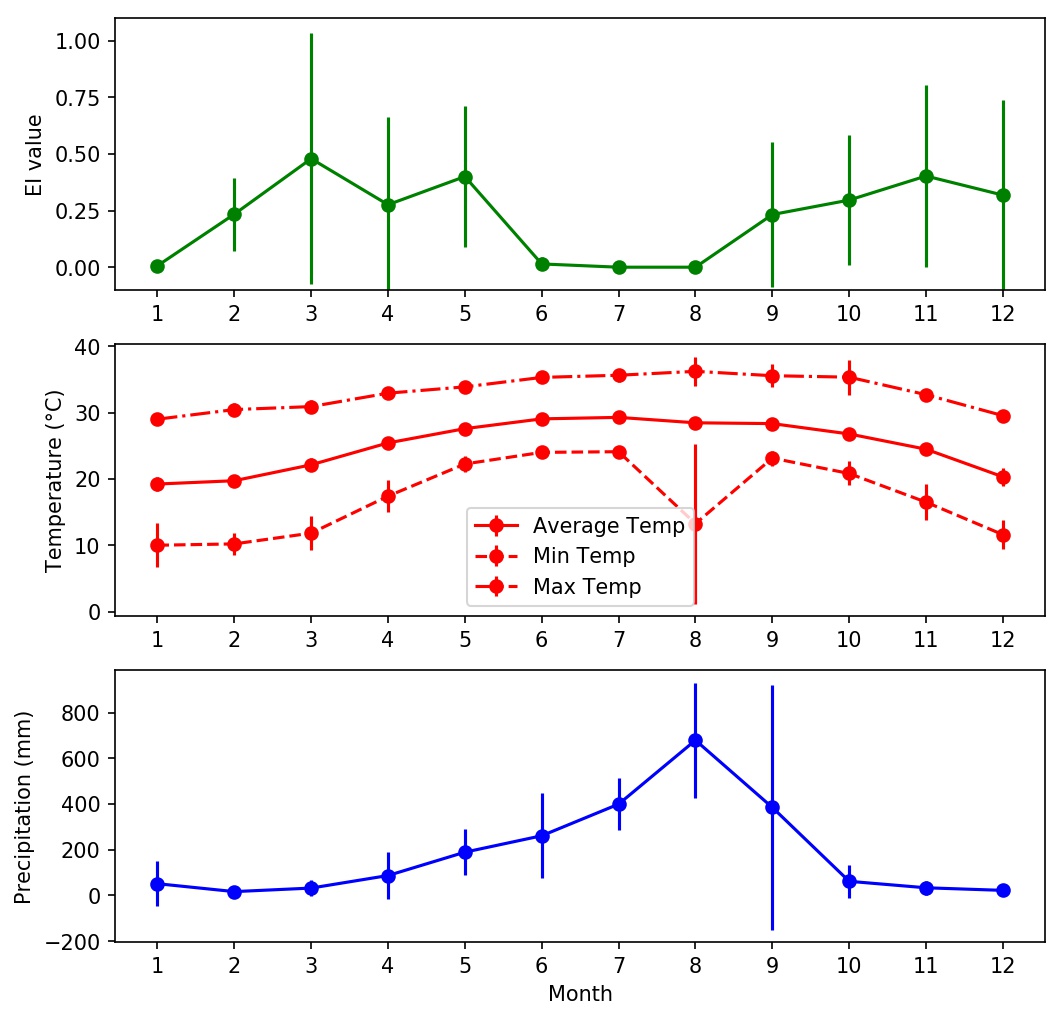 EI value
1.00
0.75
0.50
0.25
0.00
1 2 3 4 5 6 7 8 9 10 11 12
Temperature (°C)
40
30
20
10
0
Average Temp
Min Temp
Max Temp
1 2 3 4 5 6 7 8 9 10 11 12
Precipitation (mm)
800
600
400
200
0
−200
1 2 3 4 5 6 7 8 9 10 11 12
Month